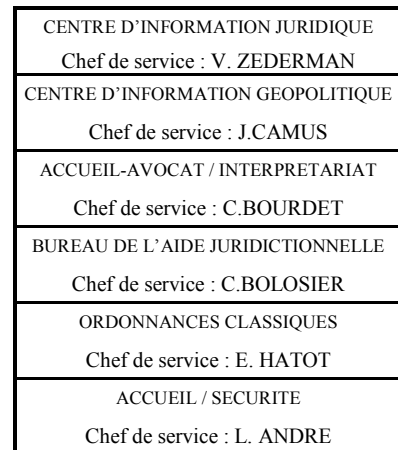 CENTRE D'INFORMATION JURIDIQUE
Chef de service : V. ZEDERMAN
CENTRE D'INFORMATION GEOPOLITIQUE
Chef de service : J.CAMUS
ACCUEIL-AVOCAT / INTERPRETARIAT
Chef de service : C.BOURDET
BUREAU DE L'AIDE JURIDICTIONNELLE
Chef de service : C.BOLOSIER
ORDONNANCES CLASSIQUES
Chef de service : E. HATOT
ACCUEIL / SECURITE
Chef de service : L. ANDRE